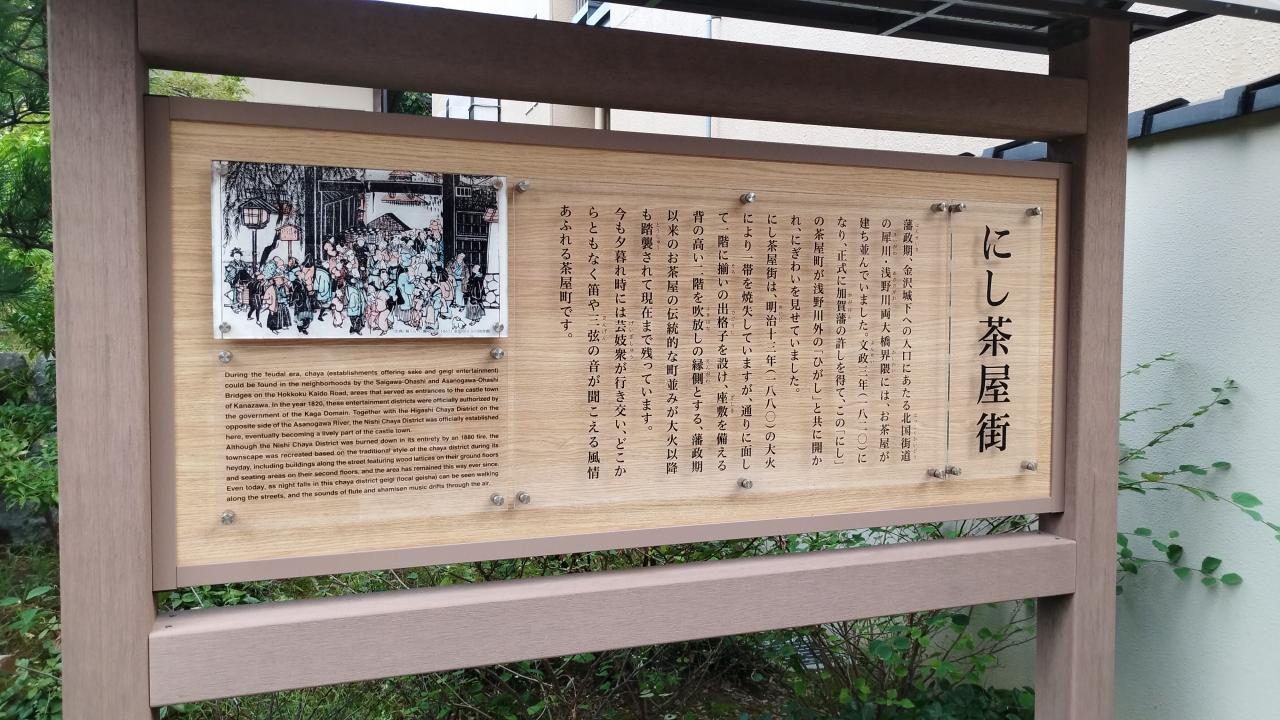 にし茶屋街
藩政期、金沢城下への入口にあたる北国街道
の犀川・浅野川両大橋界隈には、お茶屋が
建ち並んでいました。文政三年（一八二〇）に
なり、正式に加賀藩の許しを得て、この「にし」
の茶屋町が浅野川外の「ひがし」と共に開か
れ、にぎわいを見せていました。
にし茶屋街は、明治十三年（一八八〇）の大火
により一帯を焼失していますが、通りに面し
て一階に揃いの出格子を設け、座敷を備える
背の高い二階を吹放しの縁側とする、藩政期
以来のお茶屋の伝統的な町並みが大火以降
も踏襲されて現在まで残っています。
今も夕暮れ時には芸妓衆が行き交い、どこか
らともなく笛や三弦の音が聞こえる風情
あふれる茶屋町です。
During the feudal era, chaya (establishments offering sake and geigi entertainment)
could be found in the neighborhoods by the Saigawa-Ohashi and Asanogawa-Ohashi
Bridges on the Hokkoku Kaido Road, areas that served as entrances to the castle town
of Kanazawa. In the year 1820, these entertainment districts were officially authorized by
the government of the Kaga Domain. Together with the Higashi Chaya District on the
opposite side of the Asanogawa River, the Nishi Chaya District was officially established
here, eventually becoming a lively part of the castle town.
Although the Nishi Chaya District was burned down in its entirety by an 1880 fire, the
townscape was recreated based on the traditional style of the chaya district during its
heyday, including buildings along the street featuring wood lattices on their ground floors
and seating areas on their second floors, and the area has remained this way ever since.
Even today, as night falls in this chaya district geigi (local geisha) can be seen walking
along the streets, and the sounds of flute and shamisen music drifts through the air.